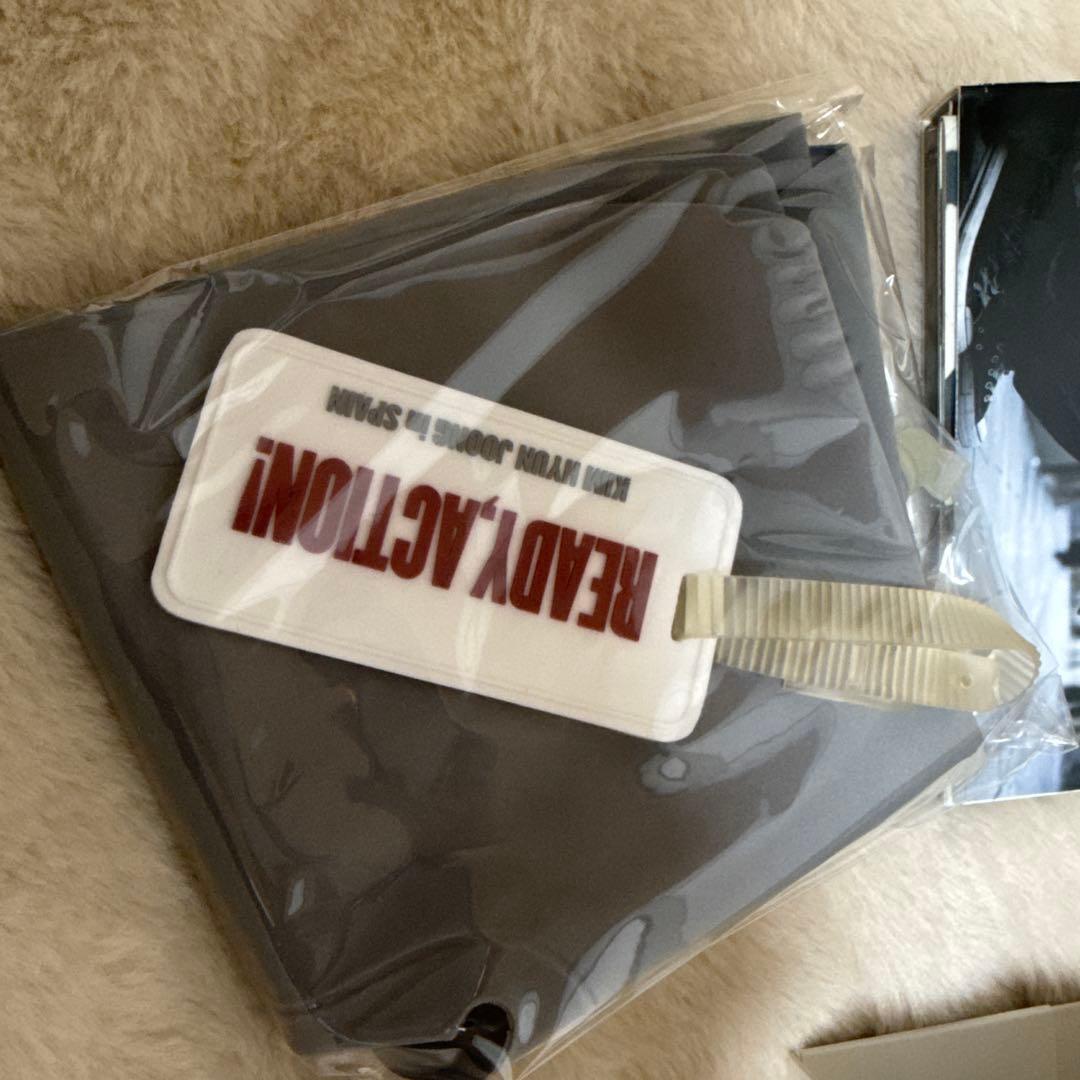 READY,ACTION!
KIM HYUN JOONG in SPAIN